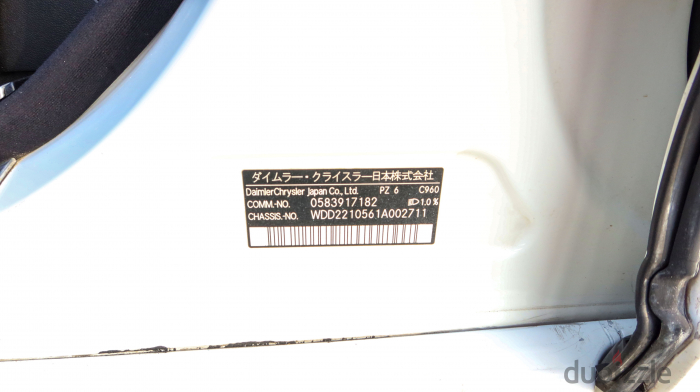 ダイムラー・クライスラー日本株式会社
DaimlerChrysler Japan Co., Ltd. PZ 6 C960
COMM.-NO. 0583917182 1.0%
CHASSIS.-NO. WDD2210561A002711
dubizzle